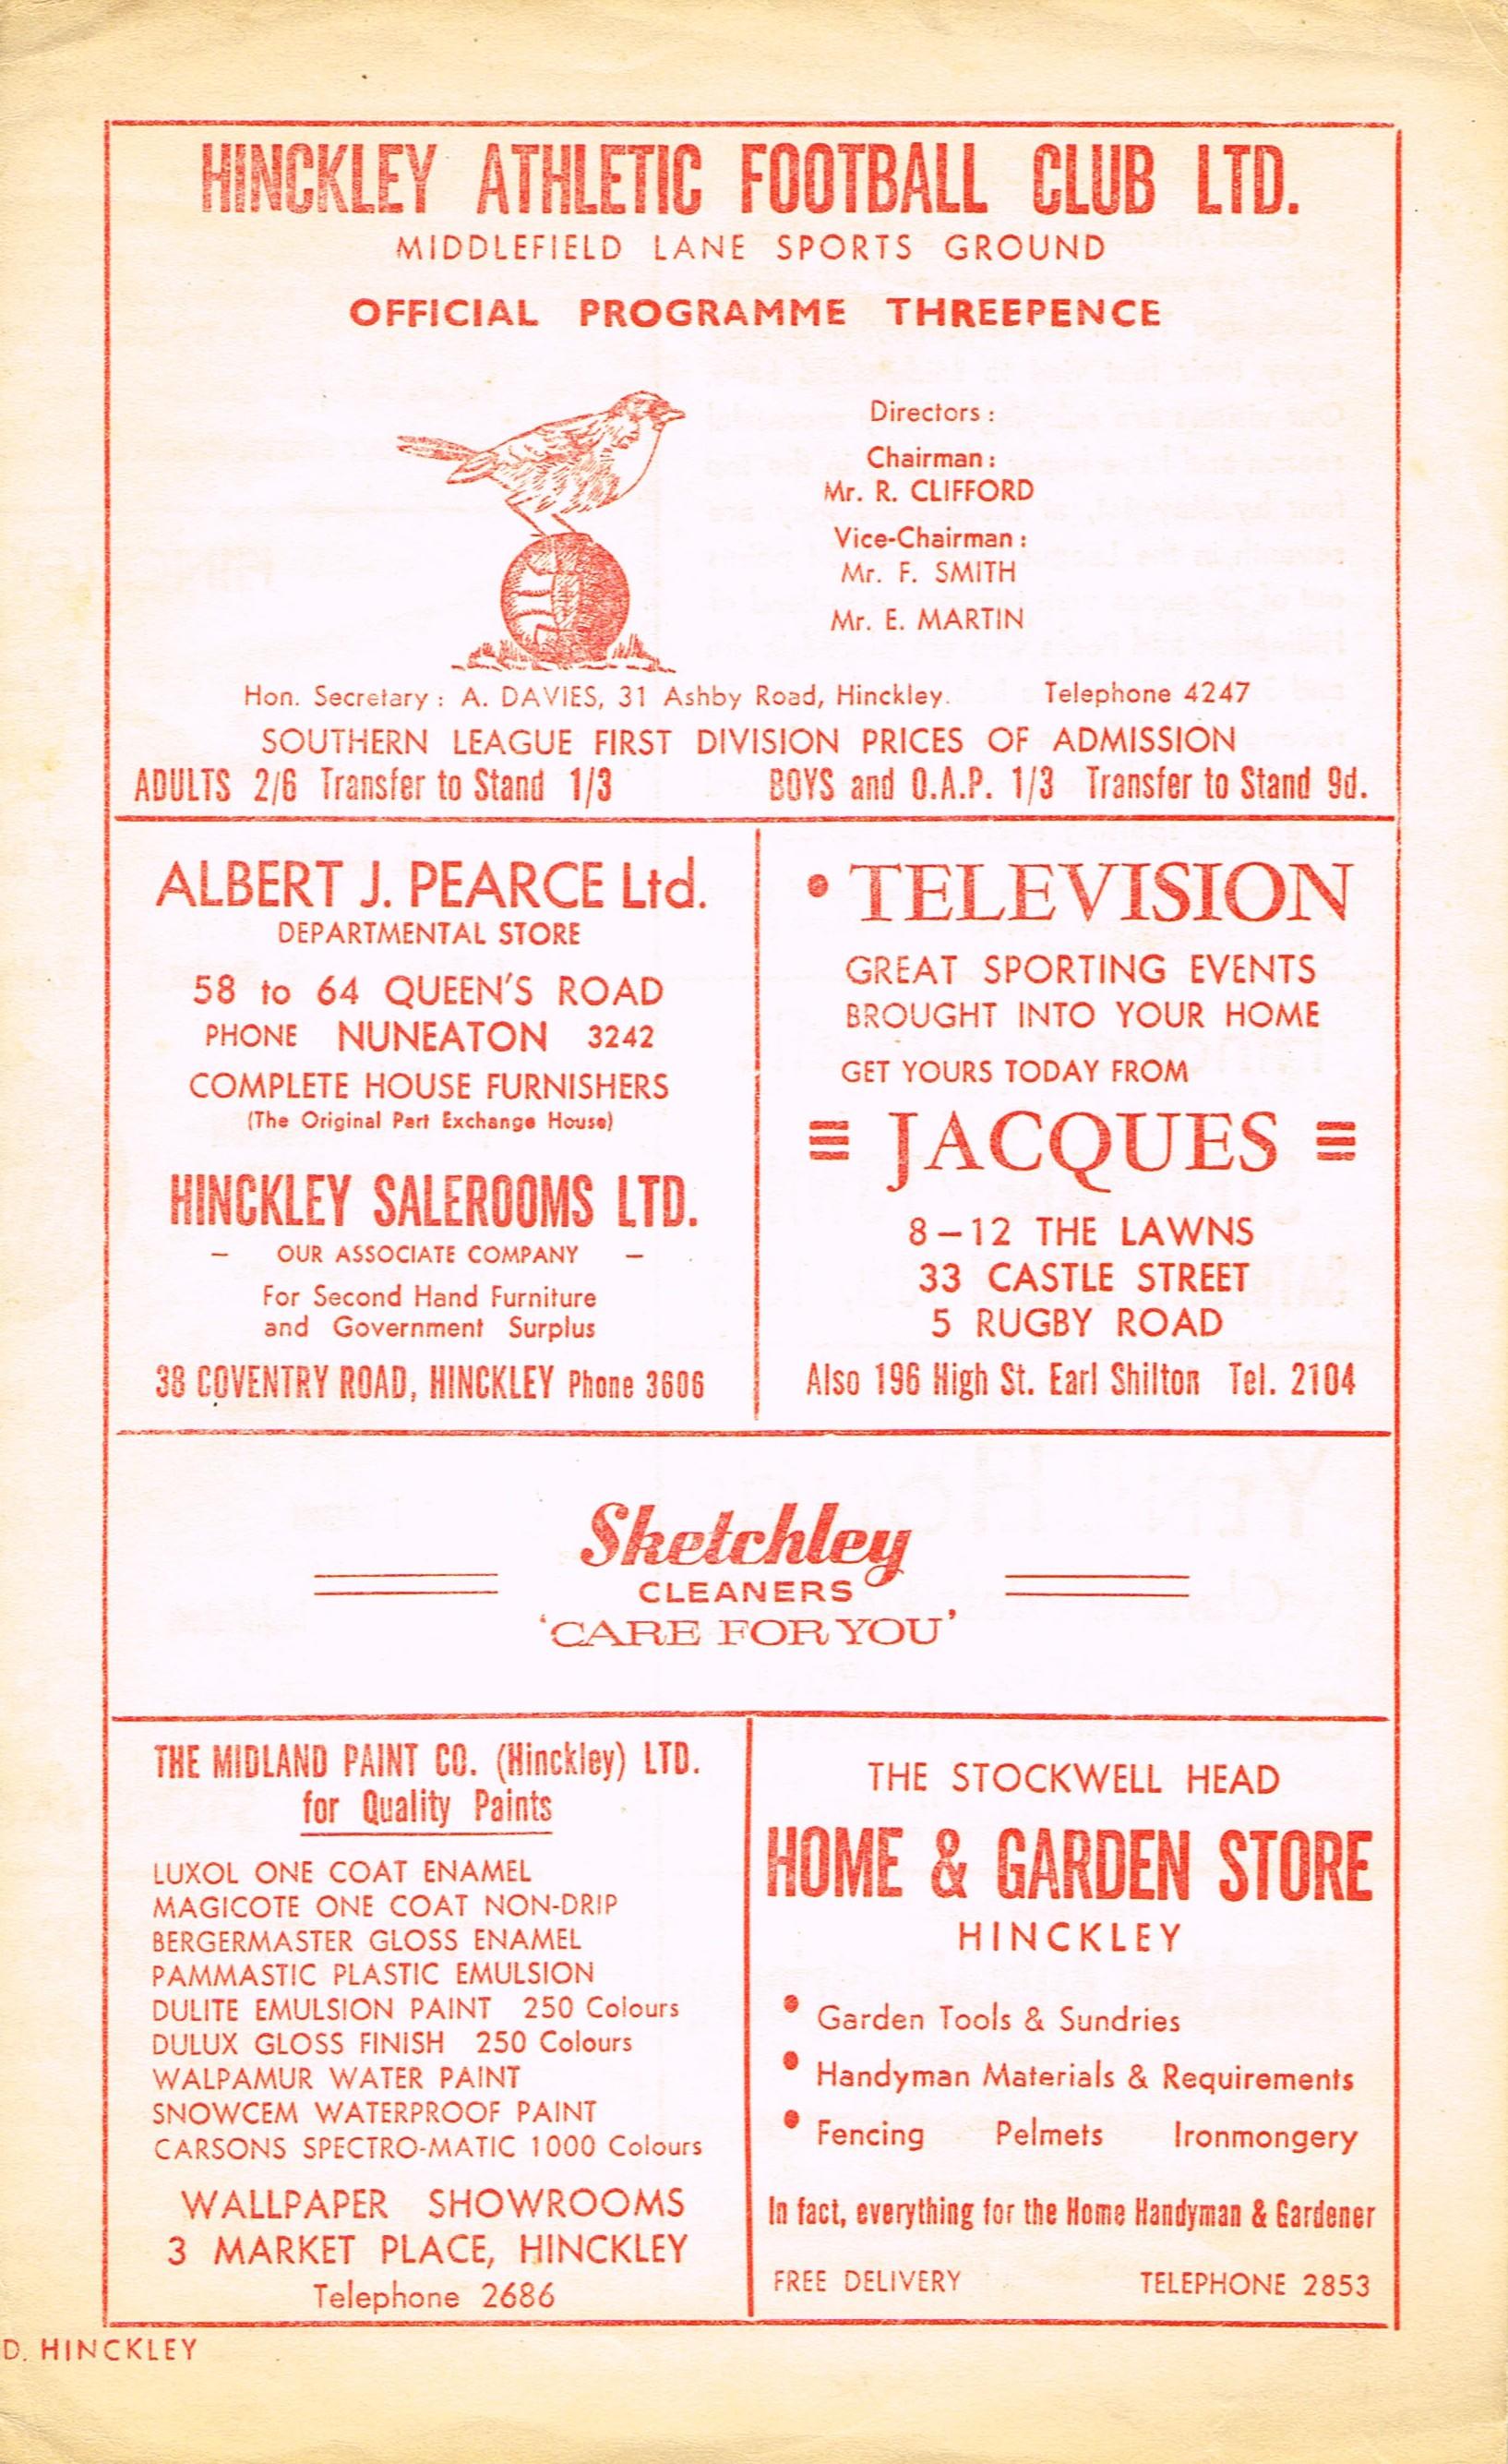 HINCKLEY ATHLETIC FOOTBALL CLUB LTD.
MIDDLEFIELD LANE SPORTS GROUND
OFFICIAL PROGRAMME THREEPENCE
Directors :
Chairman :
Mr. R. CLIFFORD
Vice-Chairman :
Mr. F. SMITH
Mr. E. MARTIN
Hon. Secretary : A. DAVIES, 31 Ashby Road, Hinckley. Telephone 4247
SOUTHERN LEAGUE FIRST DIVISION PRICES OF ADMISSION
ADULTS 2/6 Transfer to Stand 1/3 BOYS and O.A.P. 1/3 Transfer to Stand 9d.
ALBERT J. PEARCE Ltd.
DEPARTMENTAL STORE
58 to 64 QUEEN'S ROAD
PHONE NUNEATON 3242
COMPLETE HOUSE FURNISHERS
(The Original Part Exchange House)
HINCKLEY SALEROOMS LTD.
– OUR ASSOCIATE COMPANY –
For Second Hand Furniture
and Government Surplus
38 COVENTRY ROAD, HINCKLEY Phone 3606
• TELEVISION
GREAT SPORTING EVENTS
BROUGHT INTO YOUR HOME
GET YOURS TODAY FROM
≡ JACQUES ≡
8–12 THE LAWNS
33 CASTLE STREET
5 RUGBY ROAD
Also 196 High St. Earl Shilton Tel. 2104
Sketchley
CLEANERS
'CARE FOR YOU'
THE MIDLAND PAINT CO. (Hinckley) LTD.
for Quality Paints
LUXOL ONE COAT ENAMEL
MAGICOTE ONE COAT NON-DRIP
BERGERMASTER GLOSS ENAMEL
PAMMASTIC PLASTIC EMULSION
DULITE EMULSION PAINT 250 Colours
DULUX GLOSS FINISH 250 Colours
WALPAMUR WATER PAINT
SNOWCEM WATERPROOF PAINT
CARSONS SPECTRO-MATIC 1000 Colours
WALLPAPER SHOWROOMS
3 MARKET PLACE, HINCKLEY
Telephone 2686
THE STOCKWELL HEAD
HOME & GARDEN STORE
HINCKLEY
• Garden Tools & Sundries
• Handyman Materials & Requirements
• Fencing Pelmets Ironmongery
In fact, everything for the Home Handyman & Gardener
FREE DELIVERY TELEPHONE 2853
D. HINCKLEY